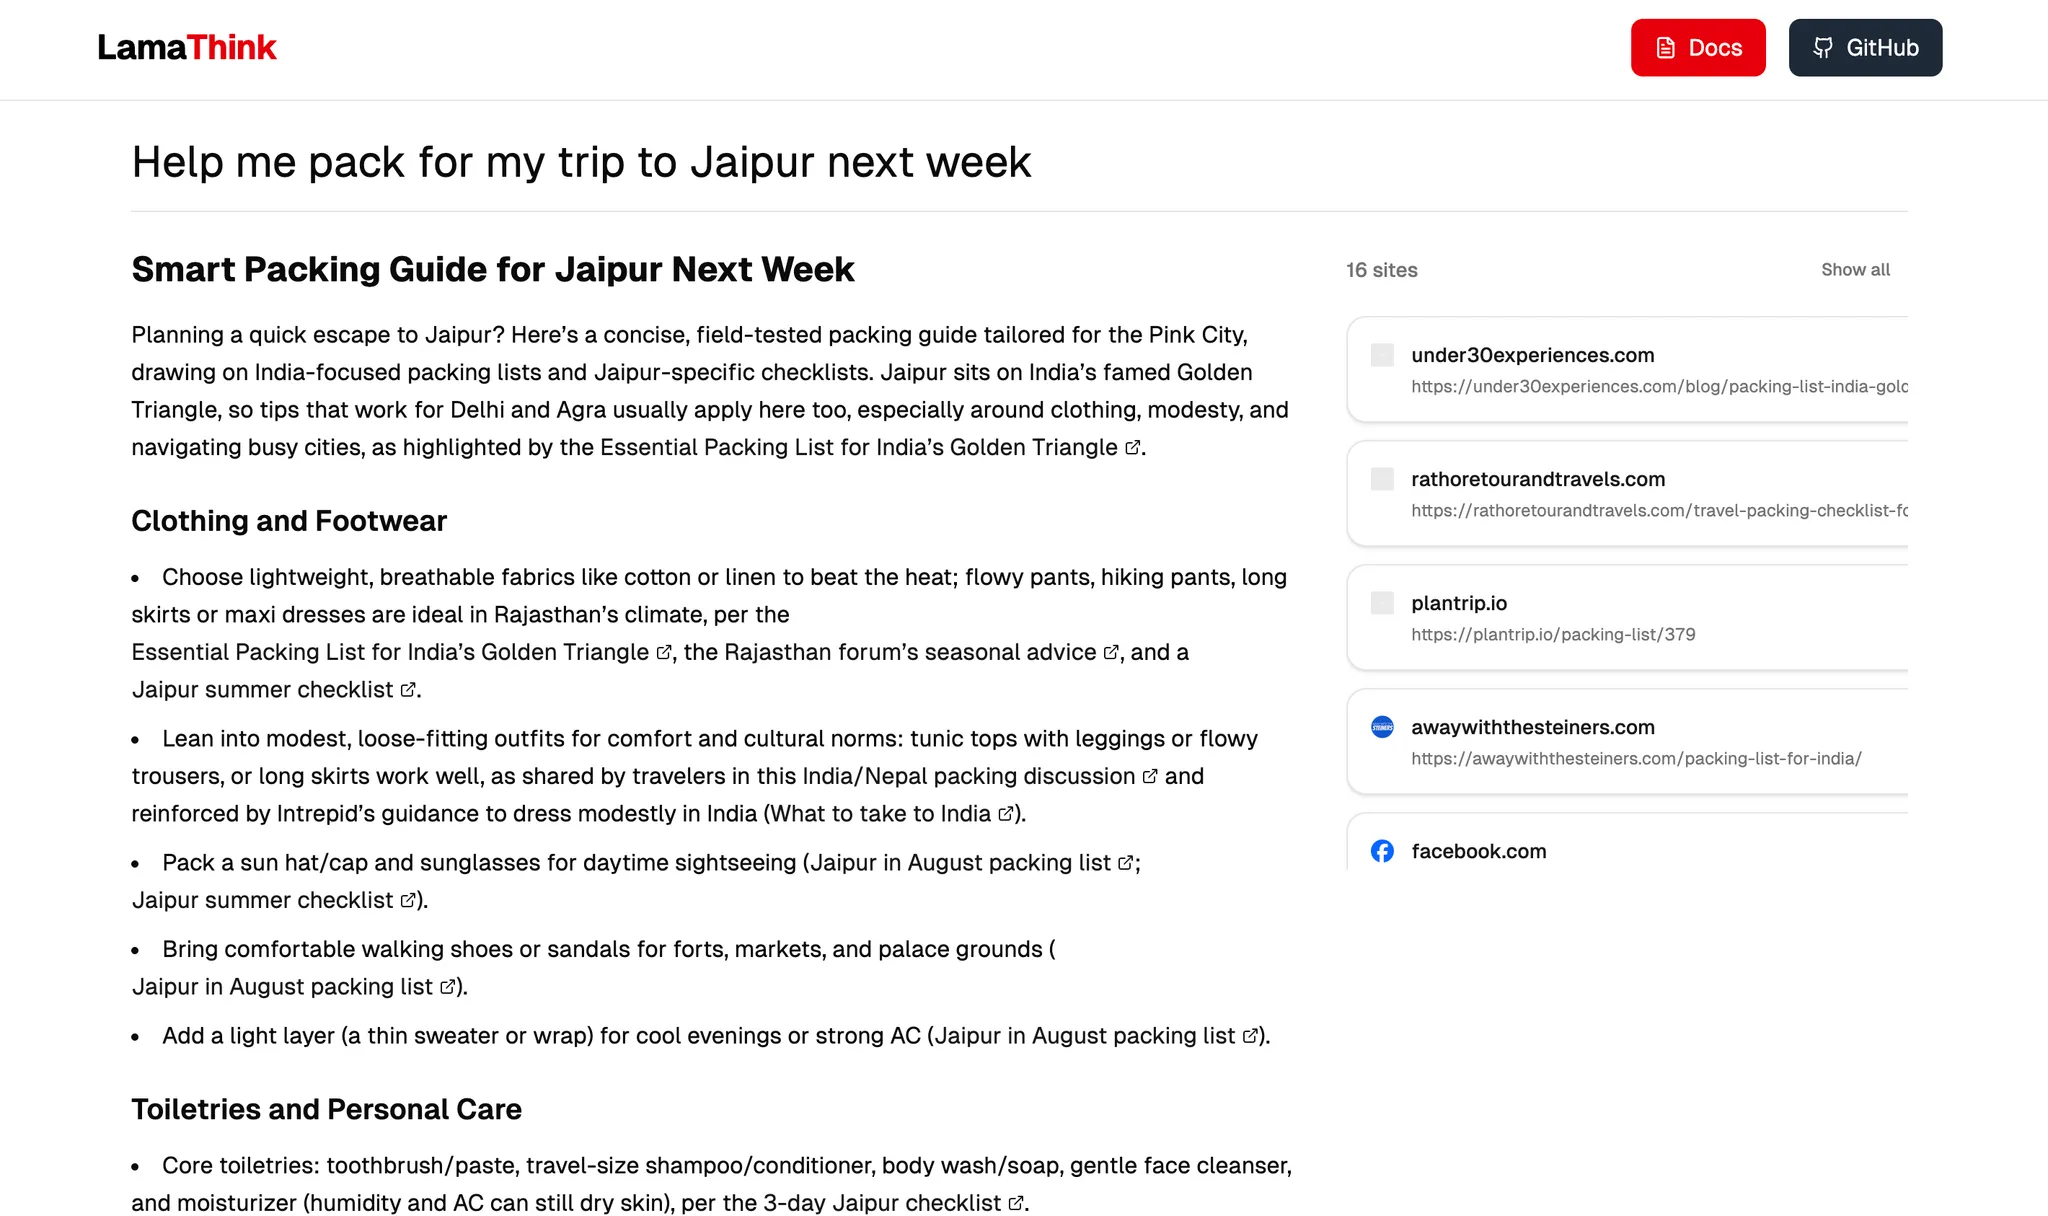 LamaThink
Docs
GitHub
Help me pack for my trip to Jaipur next week
Smart Packing Guide for Jaipur Next Week
Planning a quick escape to Jaipur? Here’s a concise, field-tested packing guide tailored for the Pink City,
drawing on India-focused packing lists and Jaipur-specific checklists. Jaipur sits on India’s famed Golden
Triangle, so tips that work for Delhi and Agra usually apply here too, especially around clothing, modesty, and
navigating busy cities, as highlighted by the Essential Packing List for India’s Golden Triangle.
Clothing and Footwear
• Choose lightweight, breathable fabrics like cotton or linen to beat the heat; flowy pants, hiking pants, long
skirts or maxi dresses are ideal in Rajasthan’s climate, per the
Essential Packing List for India’s Golden Triangle, the Rajasthan forum’s seasonal advice, and a
Jaipur summer checklist.
• Lean into modest, loose-fitting outfits for comfort and cultural norms: tunic tops with leggings or flowy
trousers, or long skirts work well, as shared by travelers in this India/Nepal packing discussion and
reinforced by Intrepid’s guidance to dress modestly in India (What to take to India).
• Pack a sun hat/cap and sunglasses for daytime sightseeing (Jaipur in August packing list;
Jaipur summer checklist).
• Bring comfortable walking shoes or sandals for forts, markets, and palace grounds (
Jaipur in August packing list).
• Add a light layer (a thin sweater or wrap) for cool evenings or strong AC (Jaipur in August packing list).
Toiletries and Personal Care
• Core toiletries: toothbrush/paste, travel-size shampoo/conditioner, body wash/soap, gentle face cleanser,
and moisturizer (humidity and AC can still dry skin), per the 3-day Jaipur checklist.
16 sites
Show all
under30experiences.com
https://under30experiences.com/blog/packing-list-india-gold
rathoretourandtravels.com
https://rathoretourandtravels.com/travel-packing-checklist-fo
plantrip.io
https://plantrip.io/packing-list/379
awaywiththesteiners.com
https://awaywiththesteiners.com/packing-list-for-india/
facebook.com